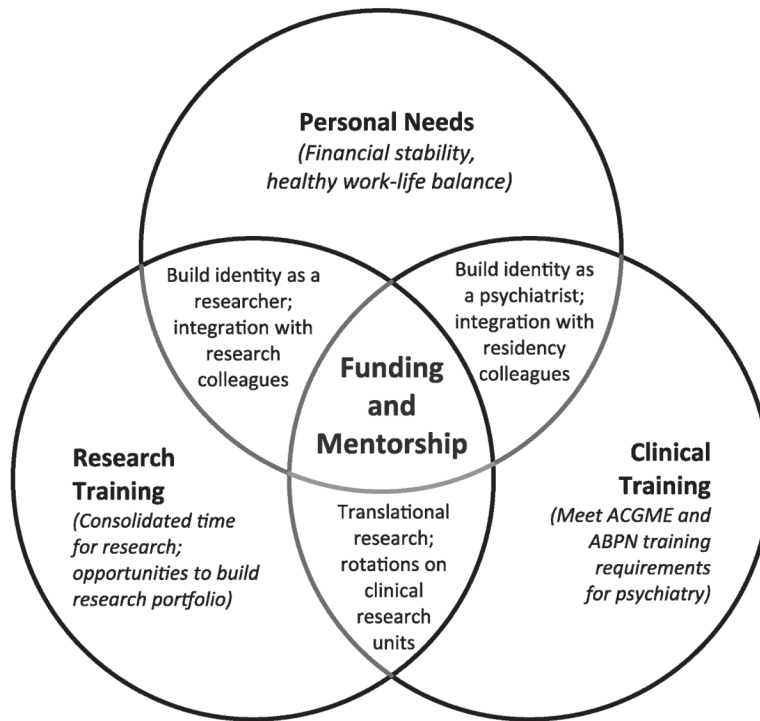 Personal Needs
(Financial stability,
healthy work-life balance)
Build identity as a
researcher;
integration with
research
colleagues
Build identity as
a psychiatrist;
integration with
residency
colleagues
Funding
and
Mentorship
Research
Training
(Consolidated time
for research;
opportunities to build
research portfolio)
Clinical
Training
(Meet ACGME and
ABPN training
requirements
for psychiatry)
Translational
research;
rotations on
clinical
research
units